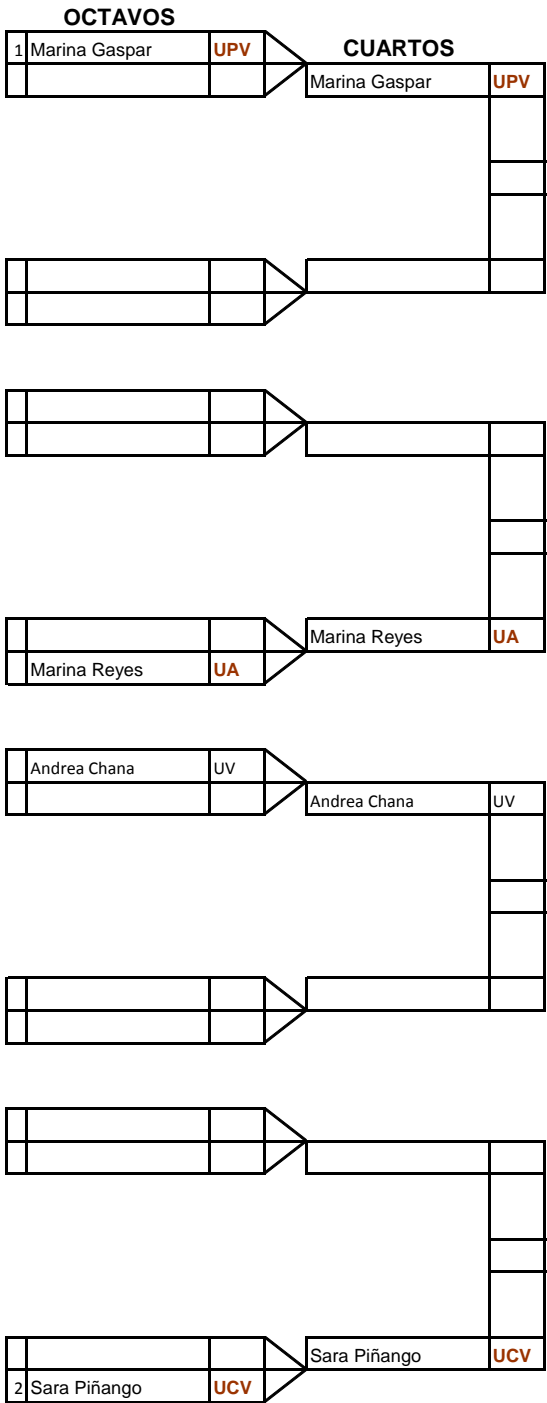 OCTAVOS
1 Marina Gaspar UPV
CUARTOS
Marina Gaspar UPV
Marina Reyes UA
Marina Reyes UA
Andrea Chana UV
Andrea Chana UV
Sara Piñango UCV
2 Sara Piñango UCV